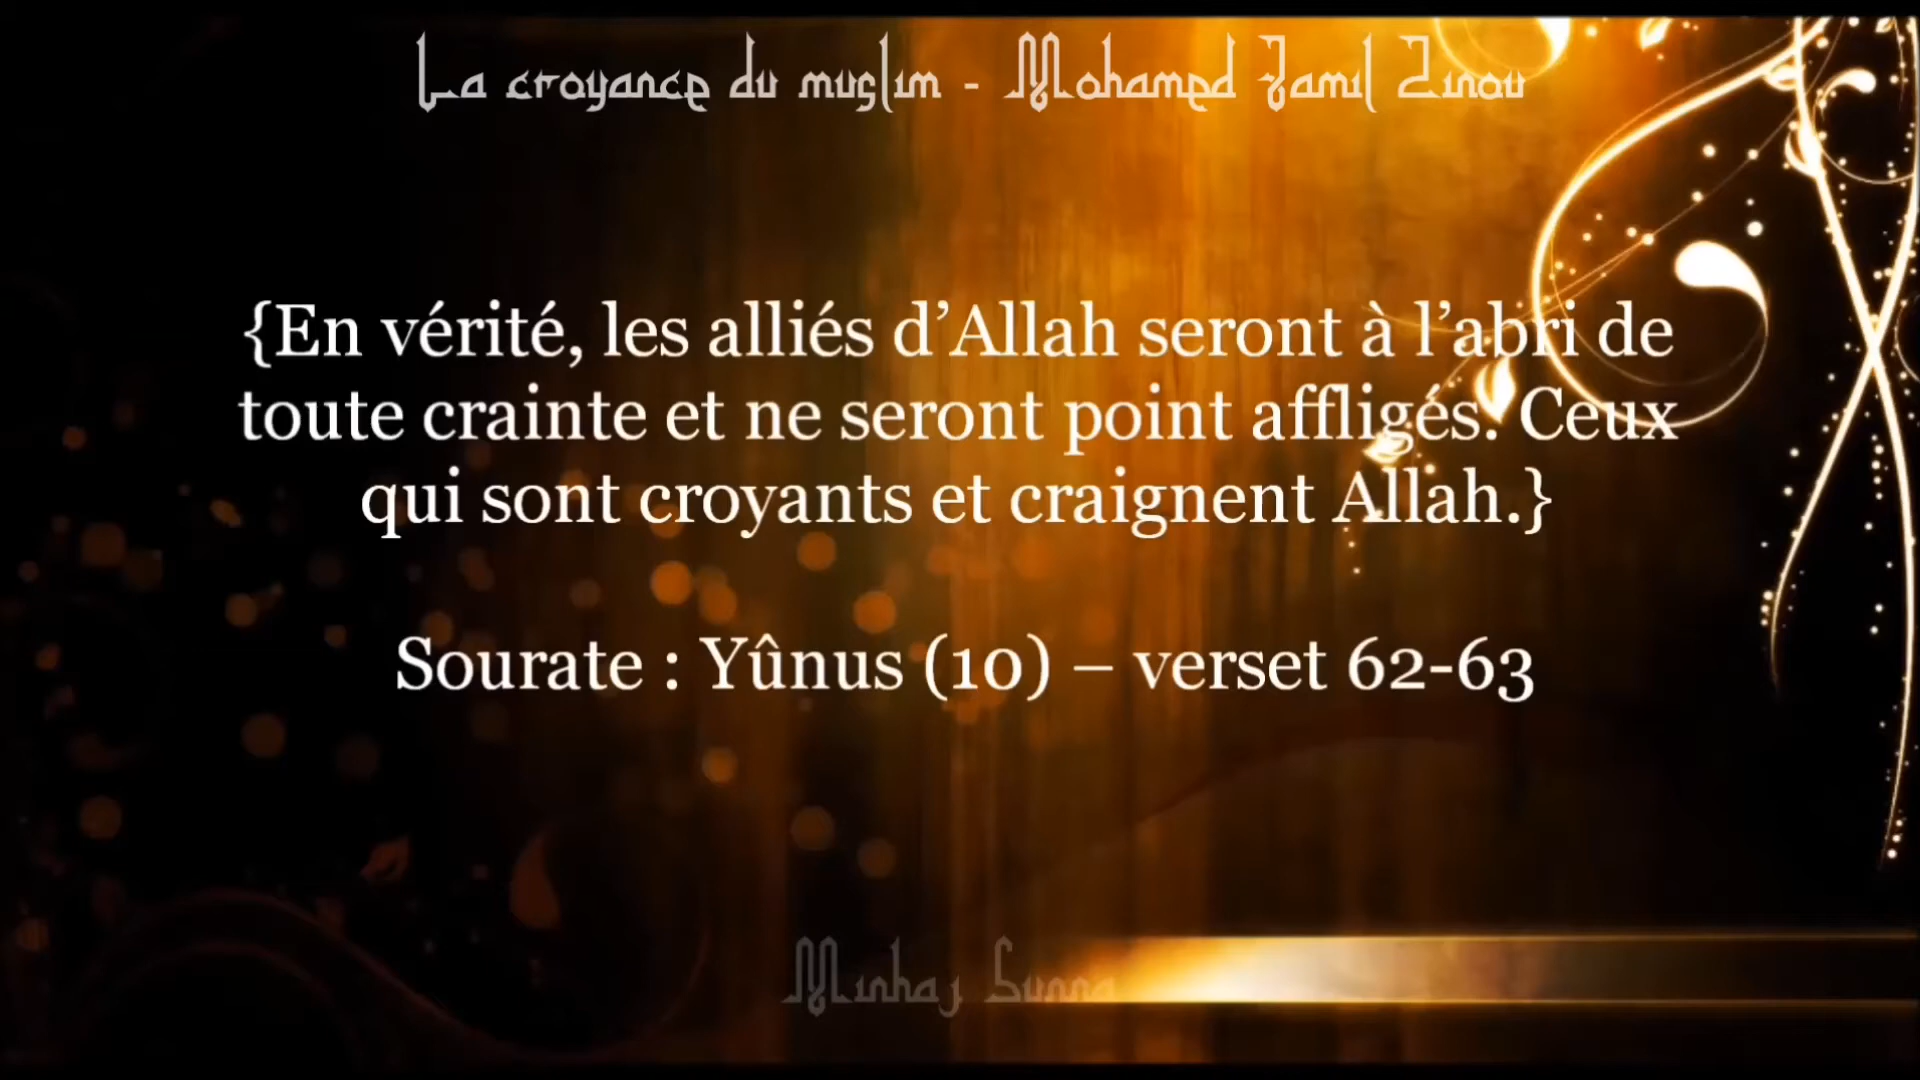 La croyance du muslim - Mohamed Jamil Zinou
{En vérité, les alliés d’Allah seront à l’abri de
toute crainte et ne seront point affligés. Ceux
qui sont croyants et craignent Allah.}
Sourate : Yûnus (10) – verset 62-63
Minhaj Sunna